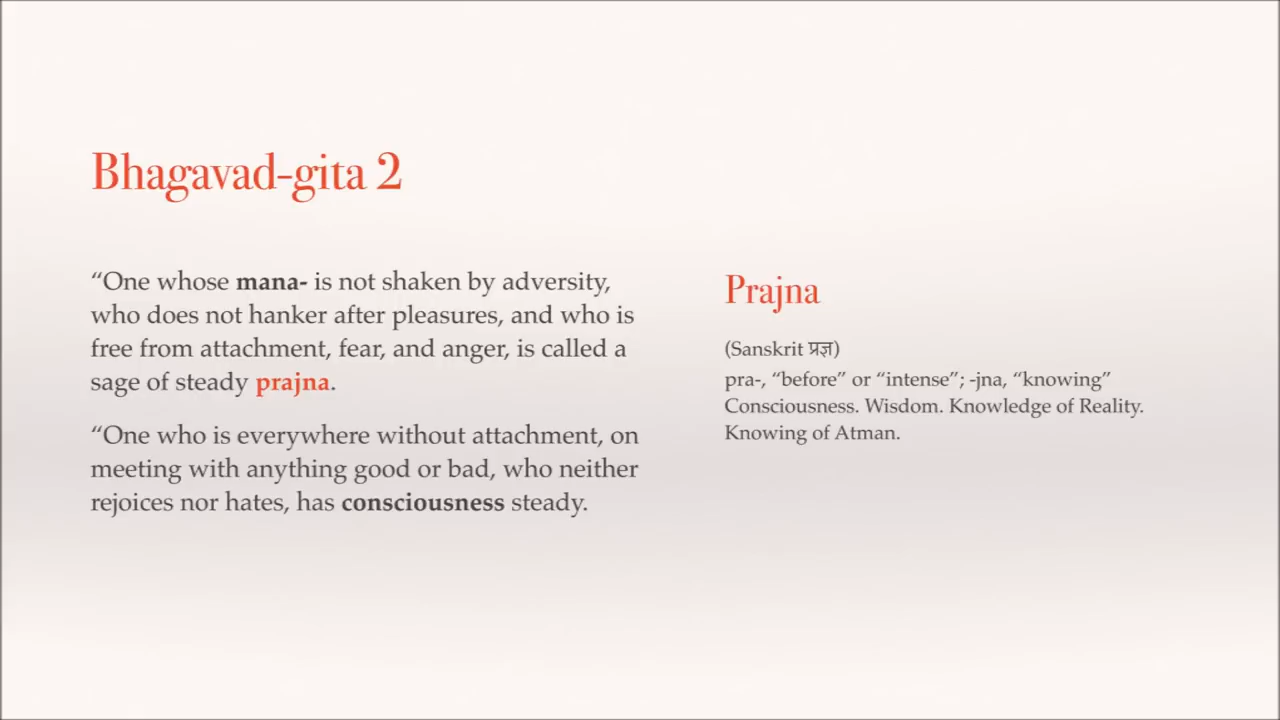 Bhagavad-gita 2
“One whose mana- is not shaken by adversity,
who does not hanker after pleasures, and who is
free from attachment, fear, and anger, is called a
sage of steady prajna.
“One who is everywhere without attachment, on
meeting with anything good or bad, who neither
rejoices nor hates, has consciousness steady.
Prajna
(Sanskrit प्रज्ञ)
pra-, “before” or “intense”; -jna, “knowing”
Consciousness. Wisdom. Knowledge of Reality.
Knowing of Atman.